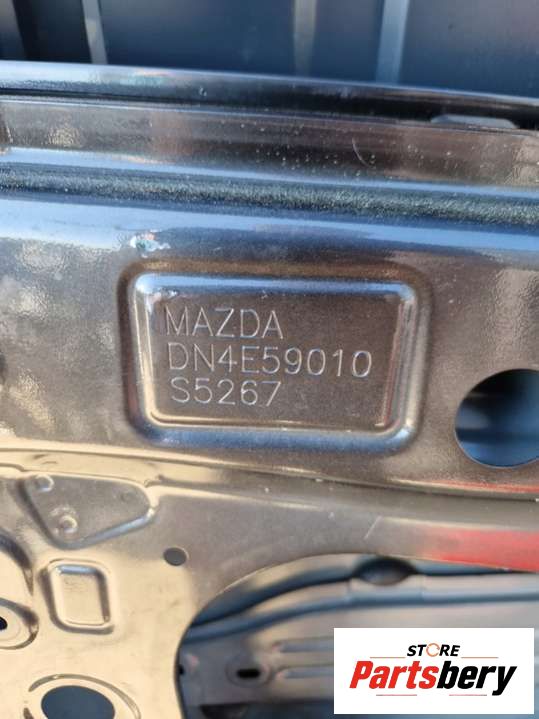 MAZDA
DN4E59010
S5267
STORE
Partsbery